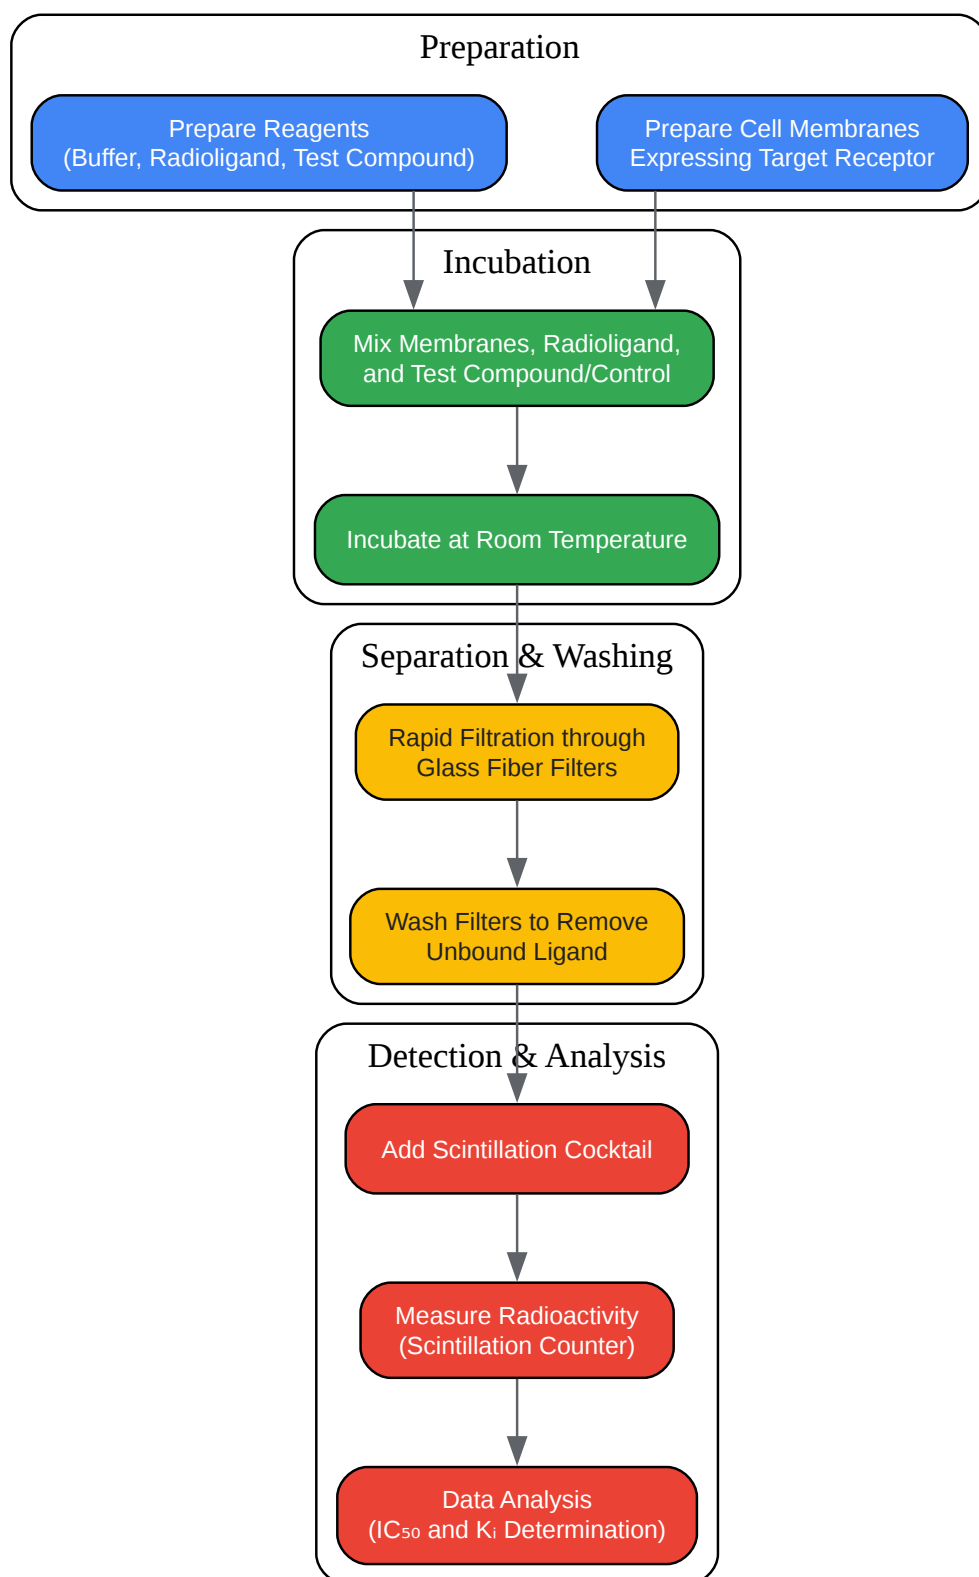 Preparation
Prepare Reagents
(Buffer, Radioligand, Test Compound)
Prepare Cell Membranes
Expressing Target Receptor
Incubation
Mix Membranes, Radioligand,
and Test Compound/Control
Incubate at Room Temperature
Separation & Washing
Rapid Filtration through
Glass Fiber Filters
Wash Filters to Remove
Unbound Ligand
Detection & Analysis
Add Scintillation Cocktail
Measure Radioactivity
(Scintillation Counter)
Data Analysis
(IC₅₀ and Kᵢ Determination)